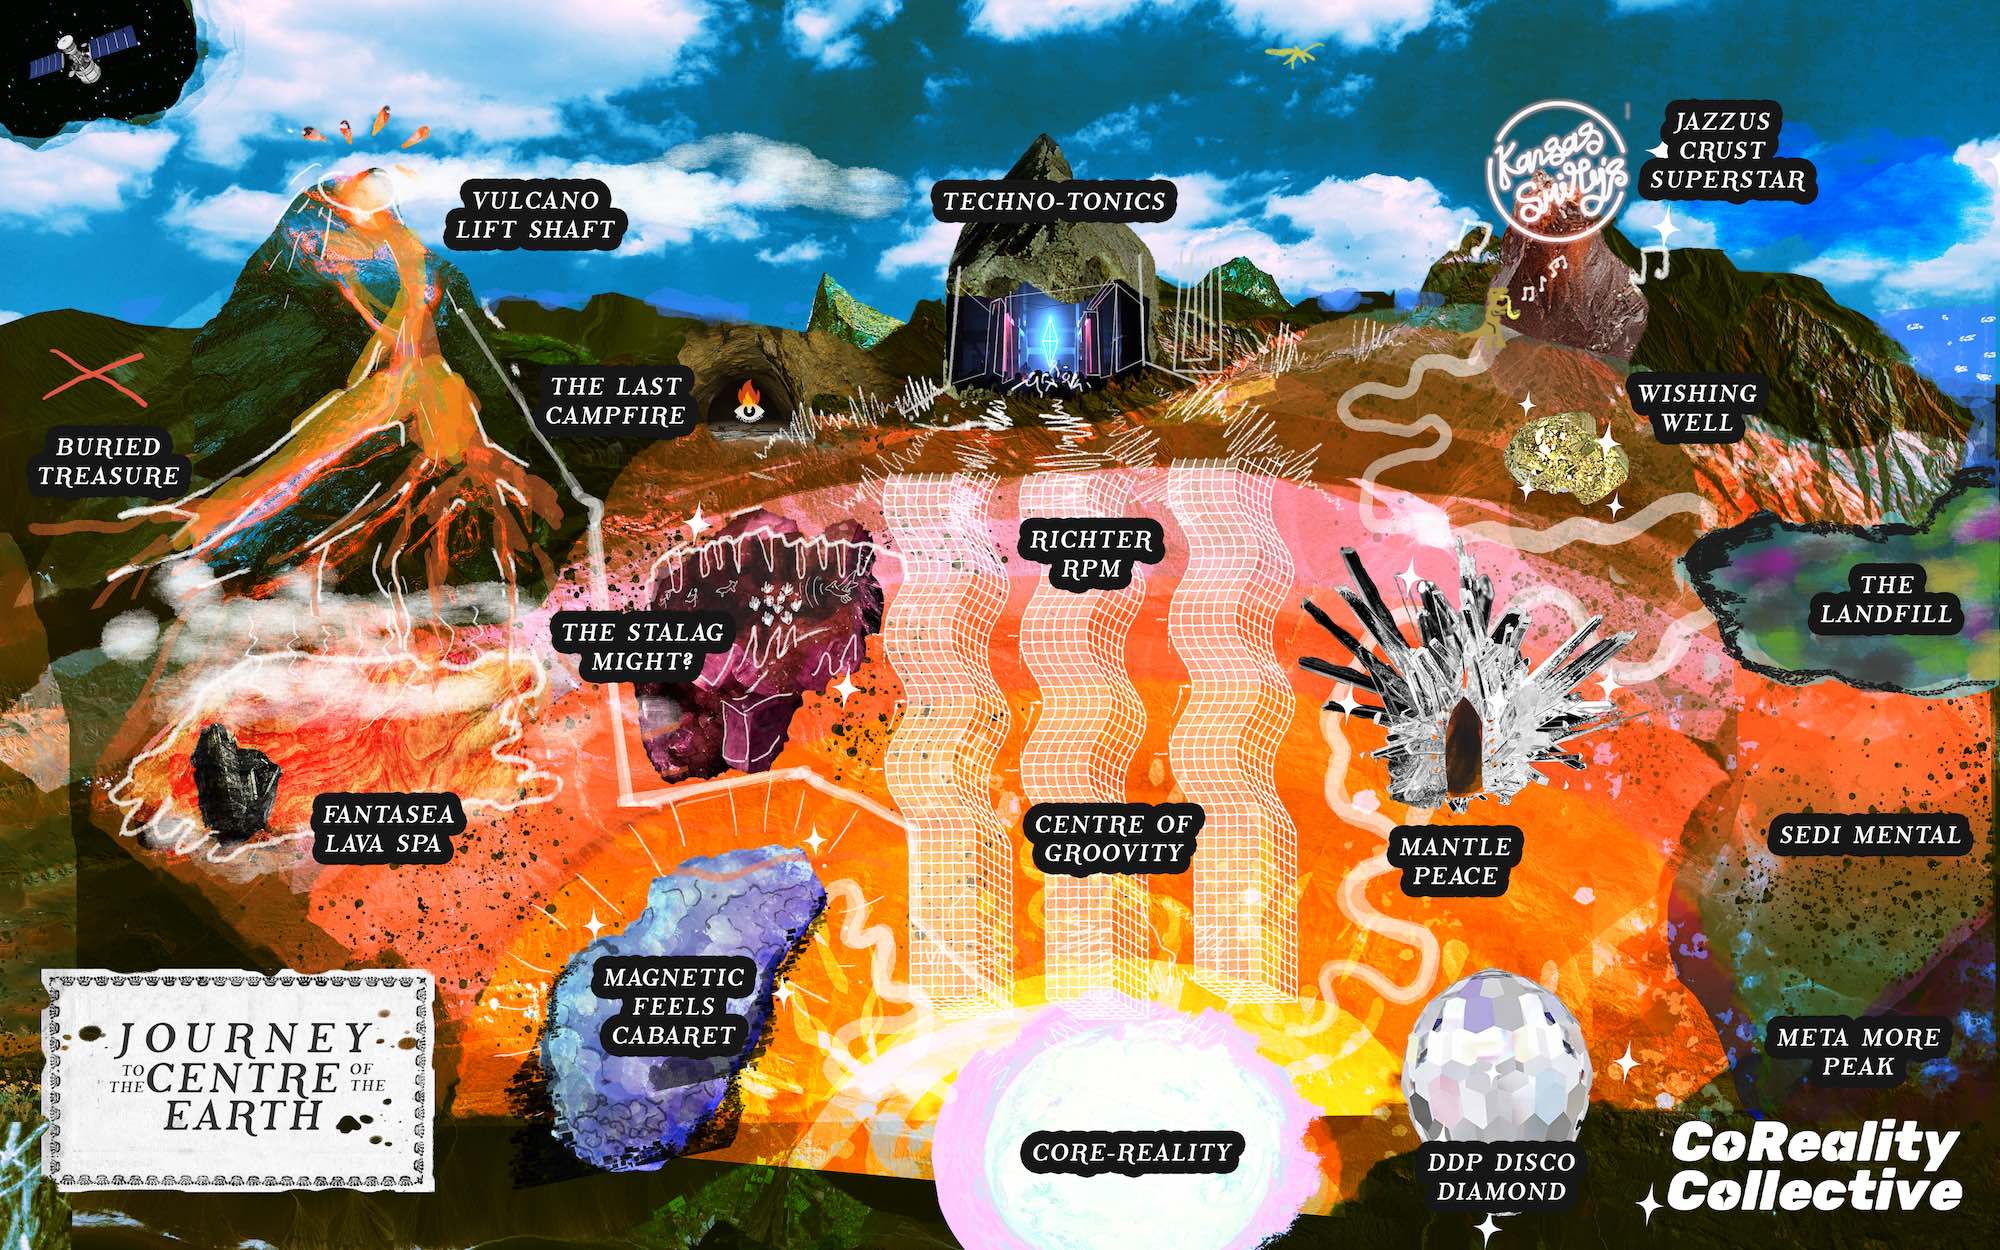 Kansas
Smitty's
JAZZUS
CRUST
SUPERSTAR
VULCANO
LIFT SHAFT
TECHNO-TONICS
THE LAST
CAMPFIRE
WISHING
WELL
BURIED
TREASURE
RICHTER
RPM
THE
LANDFILL
THE STALAG
MIGHT?
FANTASEA
LAVA SPA
CENTRE OF
GROOVITY
MANTLE
PEACE
SEDI MENTAL
MAGNETIC
FEELS
CABARET
META MORE
PEAK
JOURNEY
TO THE CENTRE OF THE
EARTH
CORE-REALITY
DDP DISCO
DIAMOND
CoReality
Collective